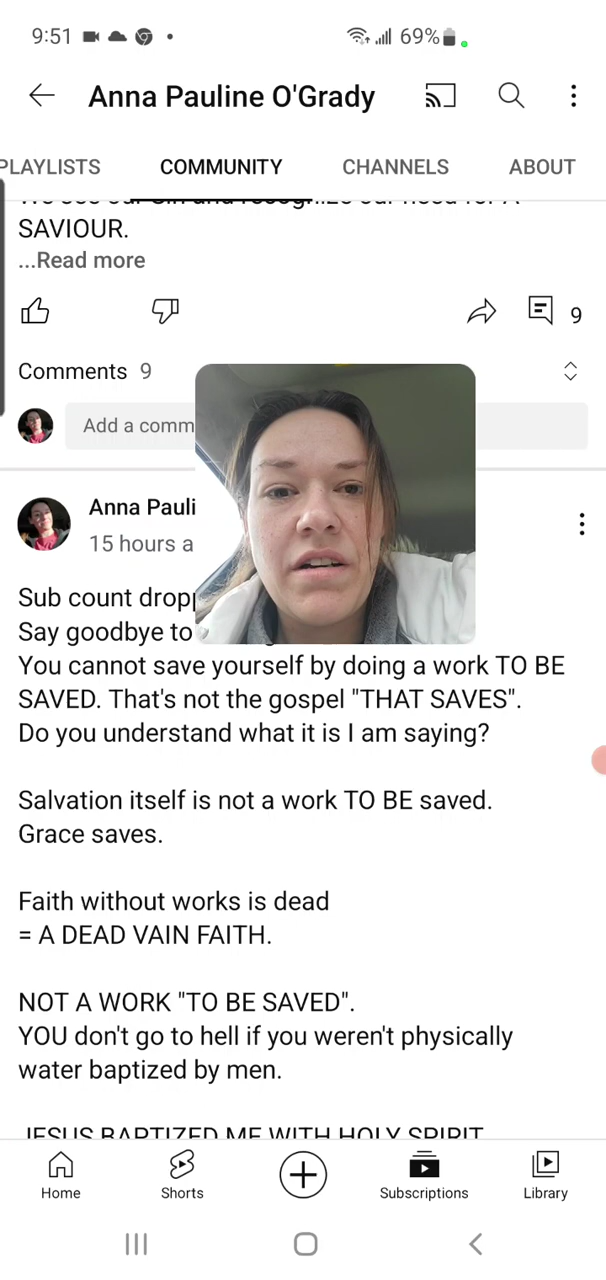 9:51
69%
Anna Pauline O'Grady
PLAYLISTS COMMUNITY CHANNELS ABOUT
SAVIOUR.
...Read more
9
Comments 9
Add a comm
Anna Pauli
15 hours a
Sub count drop
Say goodbye to
You cannot save yourself by doing a work TO BE
SAVED. That's not the gospel "THAT SAVES".
Do you understand what it is I am saying?
Salvation itself is not a work TO BE saved.
Grace saves.
Faith without works is dead
= A DEAD VAIN FAITH.
NOT A WORK "TO BE SAVED".
YOU don't go to hell if you weren't physically
water baptized by men.
JESUS BAPTIZED ME WITH HOLY SPIRIT
Home Shorts Subscriptions Library